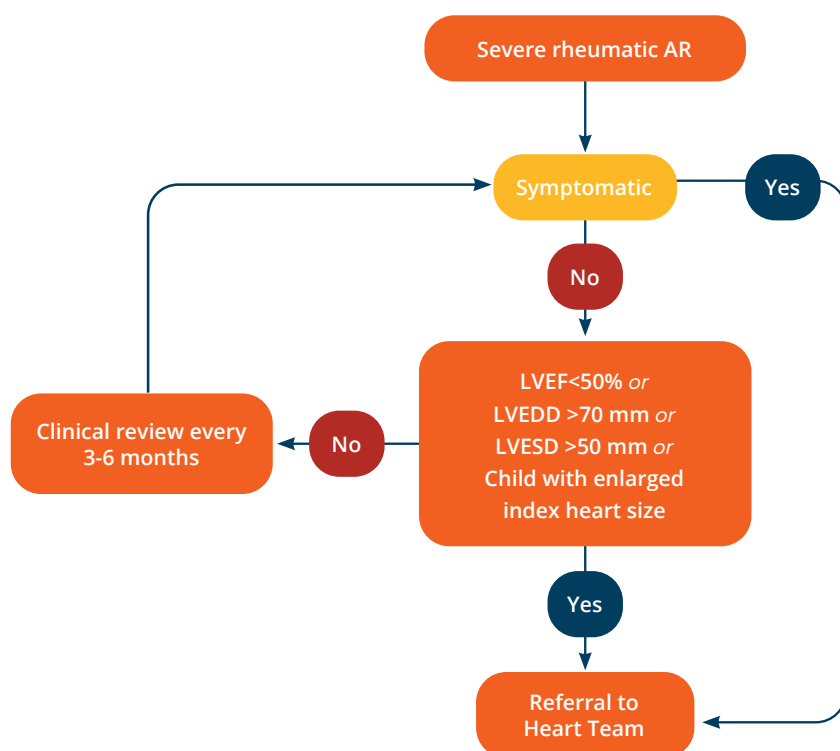 Severe rheumatic AR
Symptomatic
Yes
No
LVEF<50% or
LVEDD >70 mm or
LVESD >50 mm or
Child with enlarged
index heart size
No
Clinical review every
3-6 months
Yes
Referral to
Heart Team